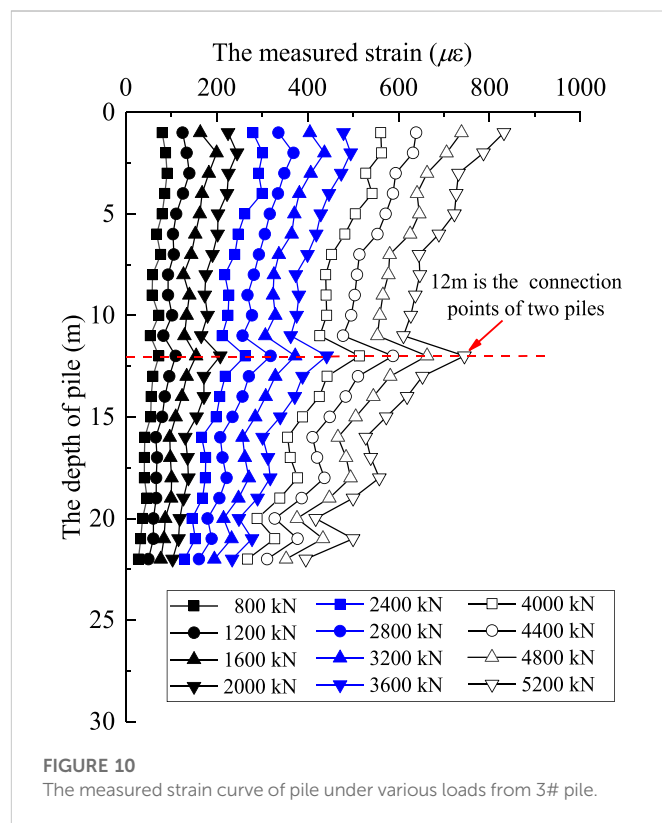 The measured strain (με)
0 200 400 600 800 1000
0
5
10
15
20
25
30
The depth of pile (m)
12m is the connection
points of two piles
800 kN 2400 kN 4000 kN
1200 kN 2800 kN 4400 kN
1600 kN 3200 kN 4800 kN
2000 kN 3600 kN 5200 kN
FIGURE 10
The measured strain curve of pile under various loads from 3# pile.